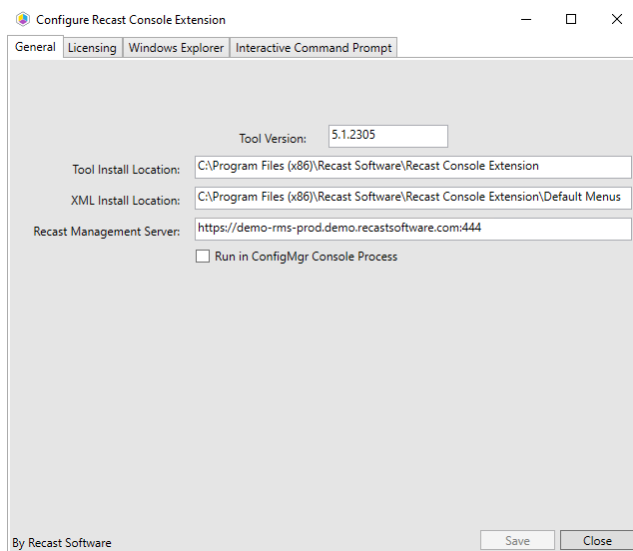 Configure Recast Console Extension
General Licensing Windows Explorer Interactive Command Prompt
Tool Version: 5.1.2305
Tool Install Location: C:\Program Files (x86)\Recast Software\Recast Console Extension
XML Install Location: C:\Program Files (x86)\Recast Software\Recast Console Extension\Default Menus
Recast Management Server: https://demo-rms-prod.demo.recastsoftware.com:444
Run in ConfigMgr Console Process
By Recast Software Save Close